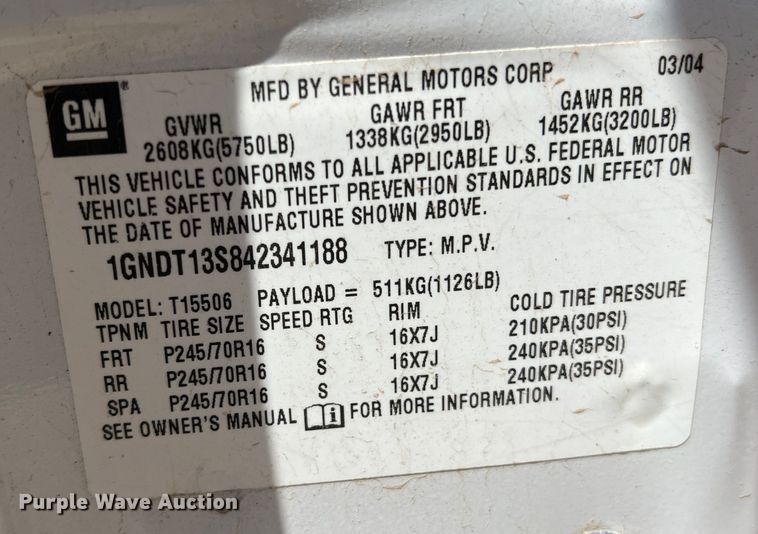 GM ® MFD BY GENERAL MOTORS CORP 03/04
GVWR GAWR FRT GAWR RR
2608KG(5750LB) 1338KG(2950LB) 1452KG(3200LB)
THIS VEHICLE CONFORMS TO ALL APPLICABLE U.S. FEDERAL MOTOR
VEHICLE SAFETY AND THEFT PREVENTION STANDARDS IN EFFECT ON
THE DATE OF MANUFACTURE SHOWN ABOVE.
1GNDT13S842341188 TYPE: M.P.V.
MODEL: T15506 PAYLOAD = 511KG(1126LB)
TPNM TIRE SIZE SPEED RTG RIM COLD TIRE PRESSURE
FRT P245/70R16 S 16X7J 210KPA(30PSI)
RR P245/70R16 S 16X7J 240KPA(35PSI)
SPA P245/70R16 S 16X7J 240KPA(35PSI)
SEE OWNER'S MANUAL i FOR MORE INFORMATION.
Purple Wave Auction